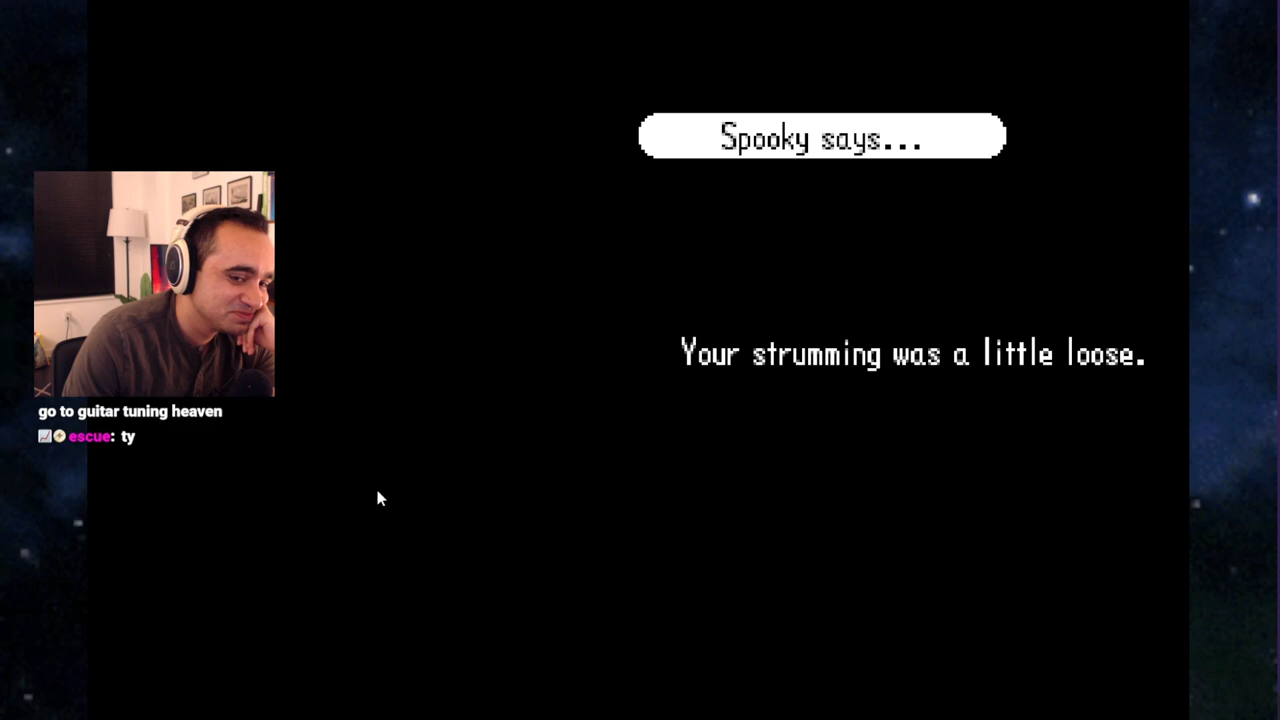 Spooky says...
Your strumming was a little loose.
go to guitar tuning heaven
escue: ty